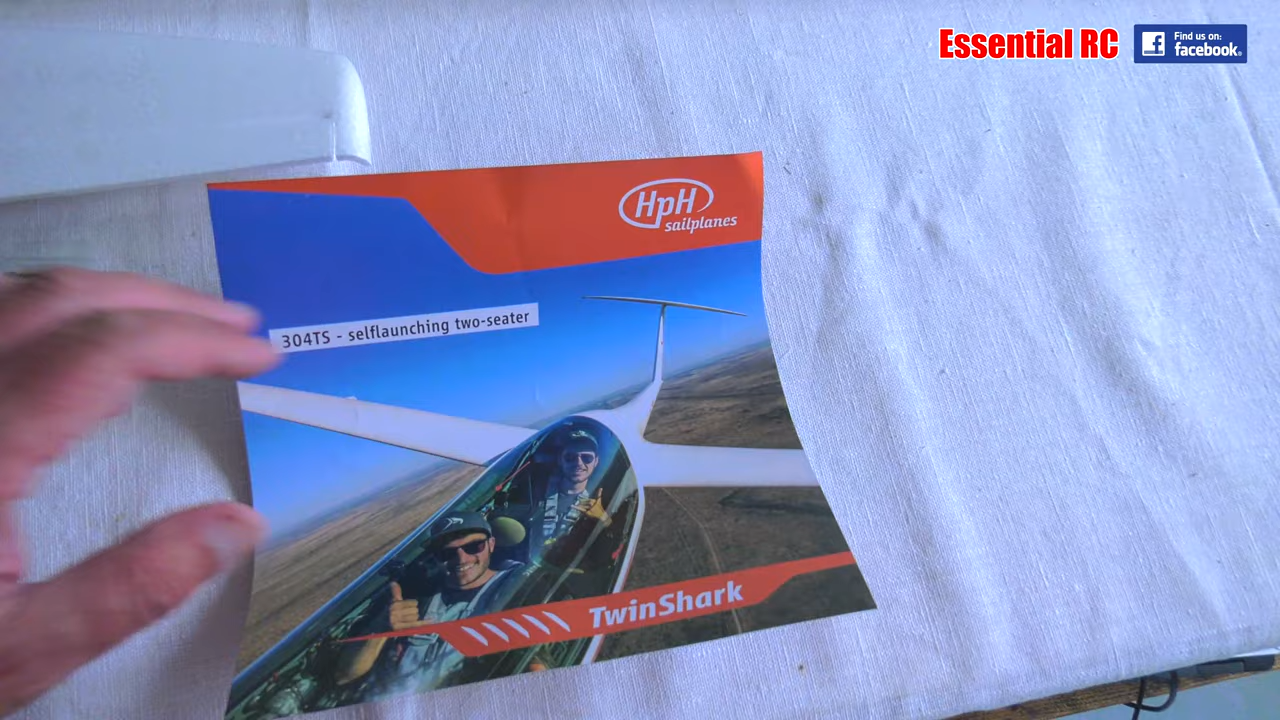 Essential RC
Find us on:
facebook.
HpH
sailplanes
304TS - selflaunching two-seater
TwinShark